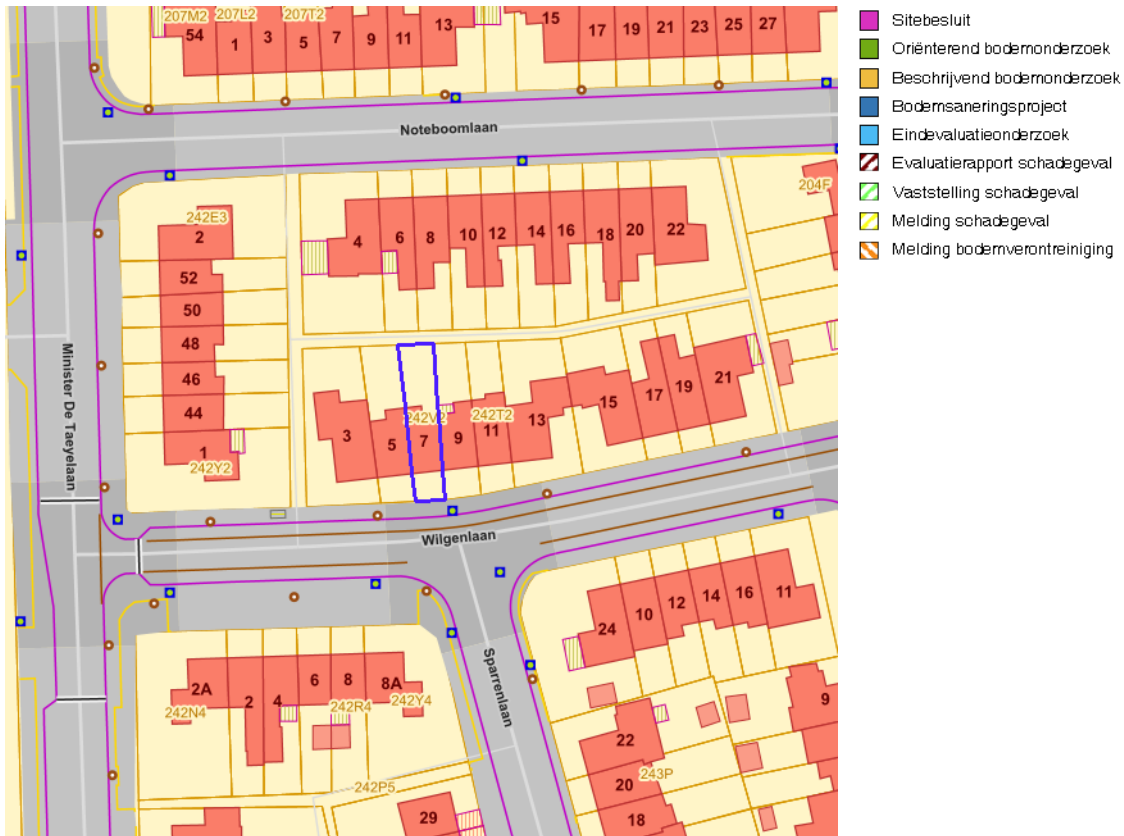 207M2 207L2 207T2
54 1 3 5 7 9 11 13 15 17 19 21 23 25 27
Noteboomlaan
204F
242E3
2
52
50
48
46
44
1
242Y2
4 6 8 10 12 14 16 18 20 22
Minister De Taeyelaan
242V2 242T2
3 5 7 9 11 13 15 17 19 21
Wilgenlaan
Sparrenlaan
24 10 12 14 16 11
2A 2 4 6 8 8A
242N4 242R4 242Y4
242P5
29
22
20
18
243P
9
Sitebesluit
Oriënterend bodemonderzoek
Beschrijvend bodemonderzoek
Bodemsaneringsproject
Eindevaluatieonderzoek
Evaluatierapport schadegeval
Vaststelling schadegeval
Melding schadegeval
Melding bodemverontreiniging